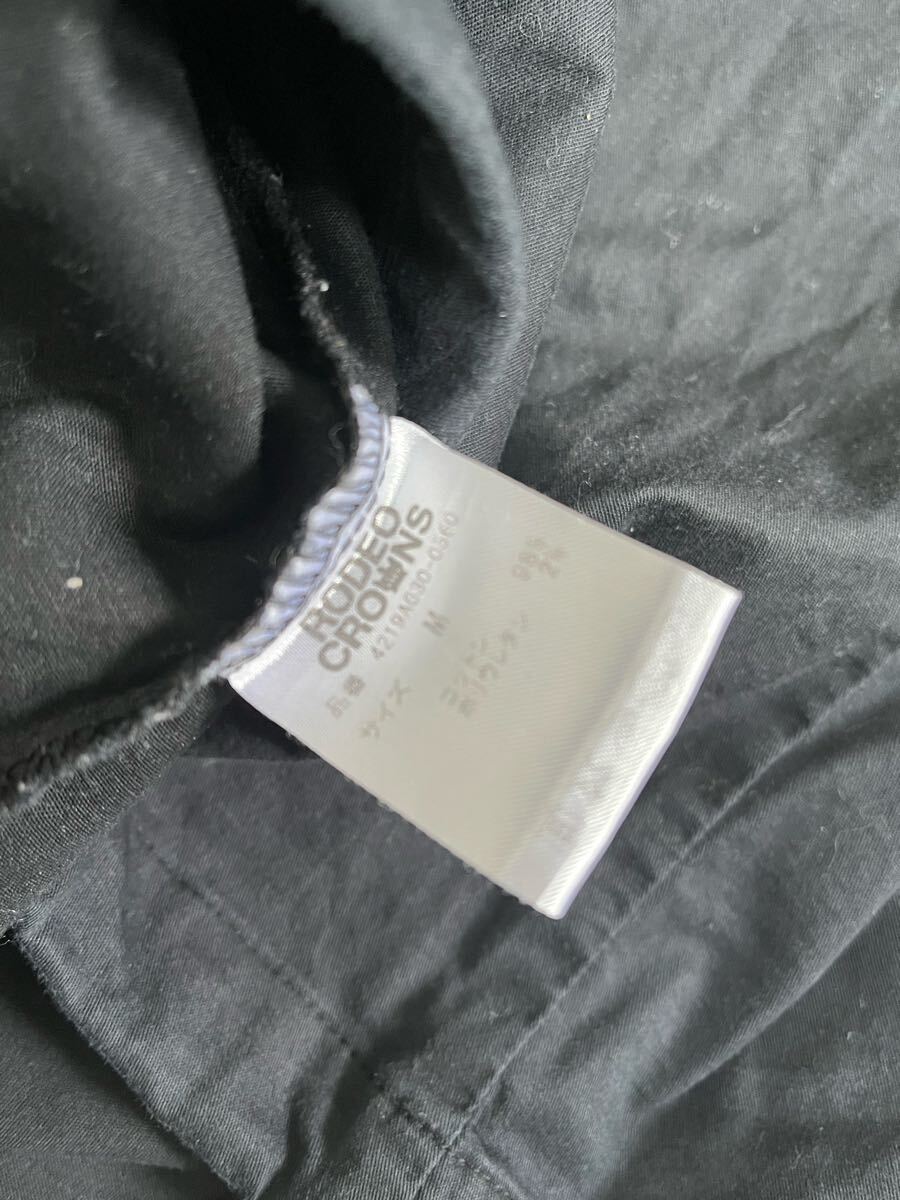 RODEO
CROWNS
品番 4219AG30-0560
サイズ M
コットン 98%
ポリウレタン 2%